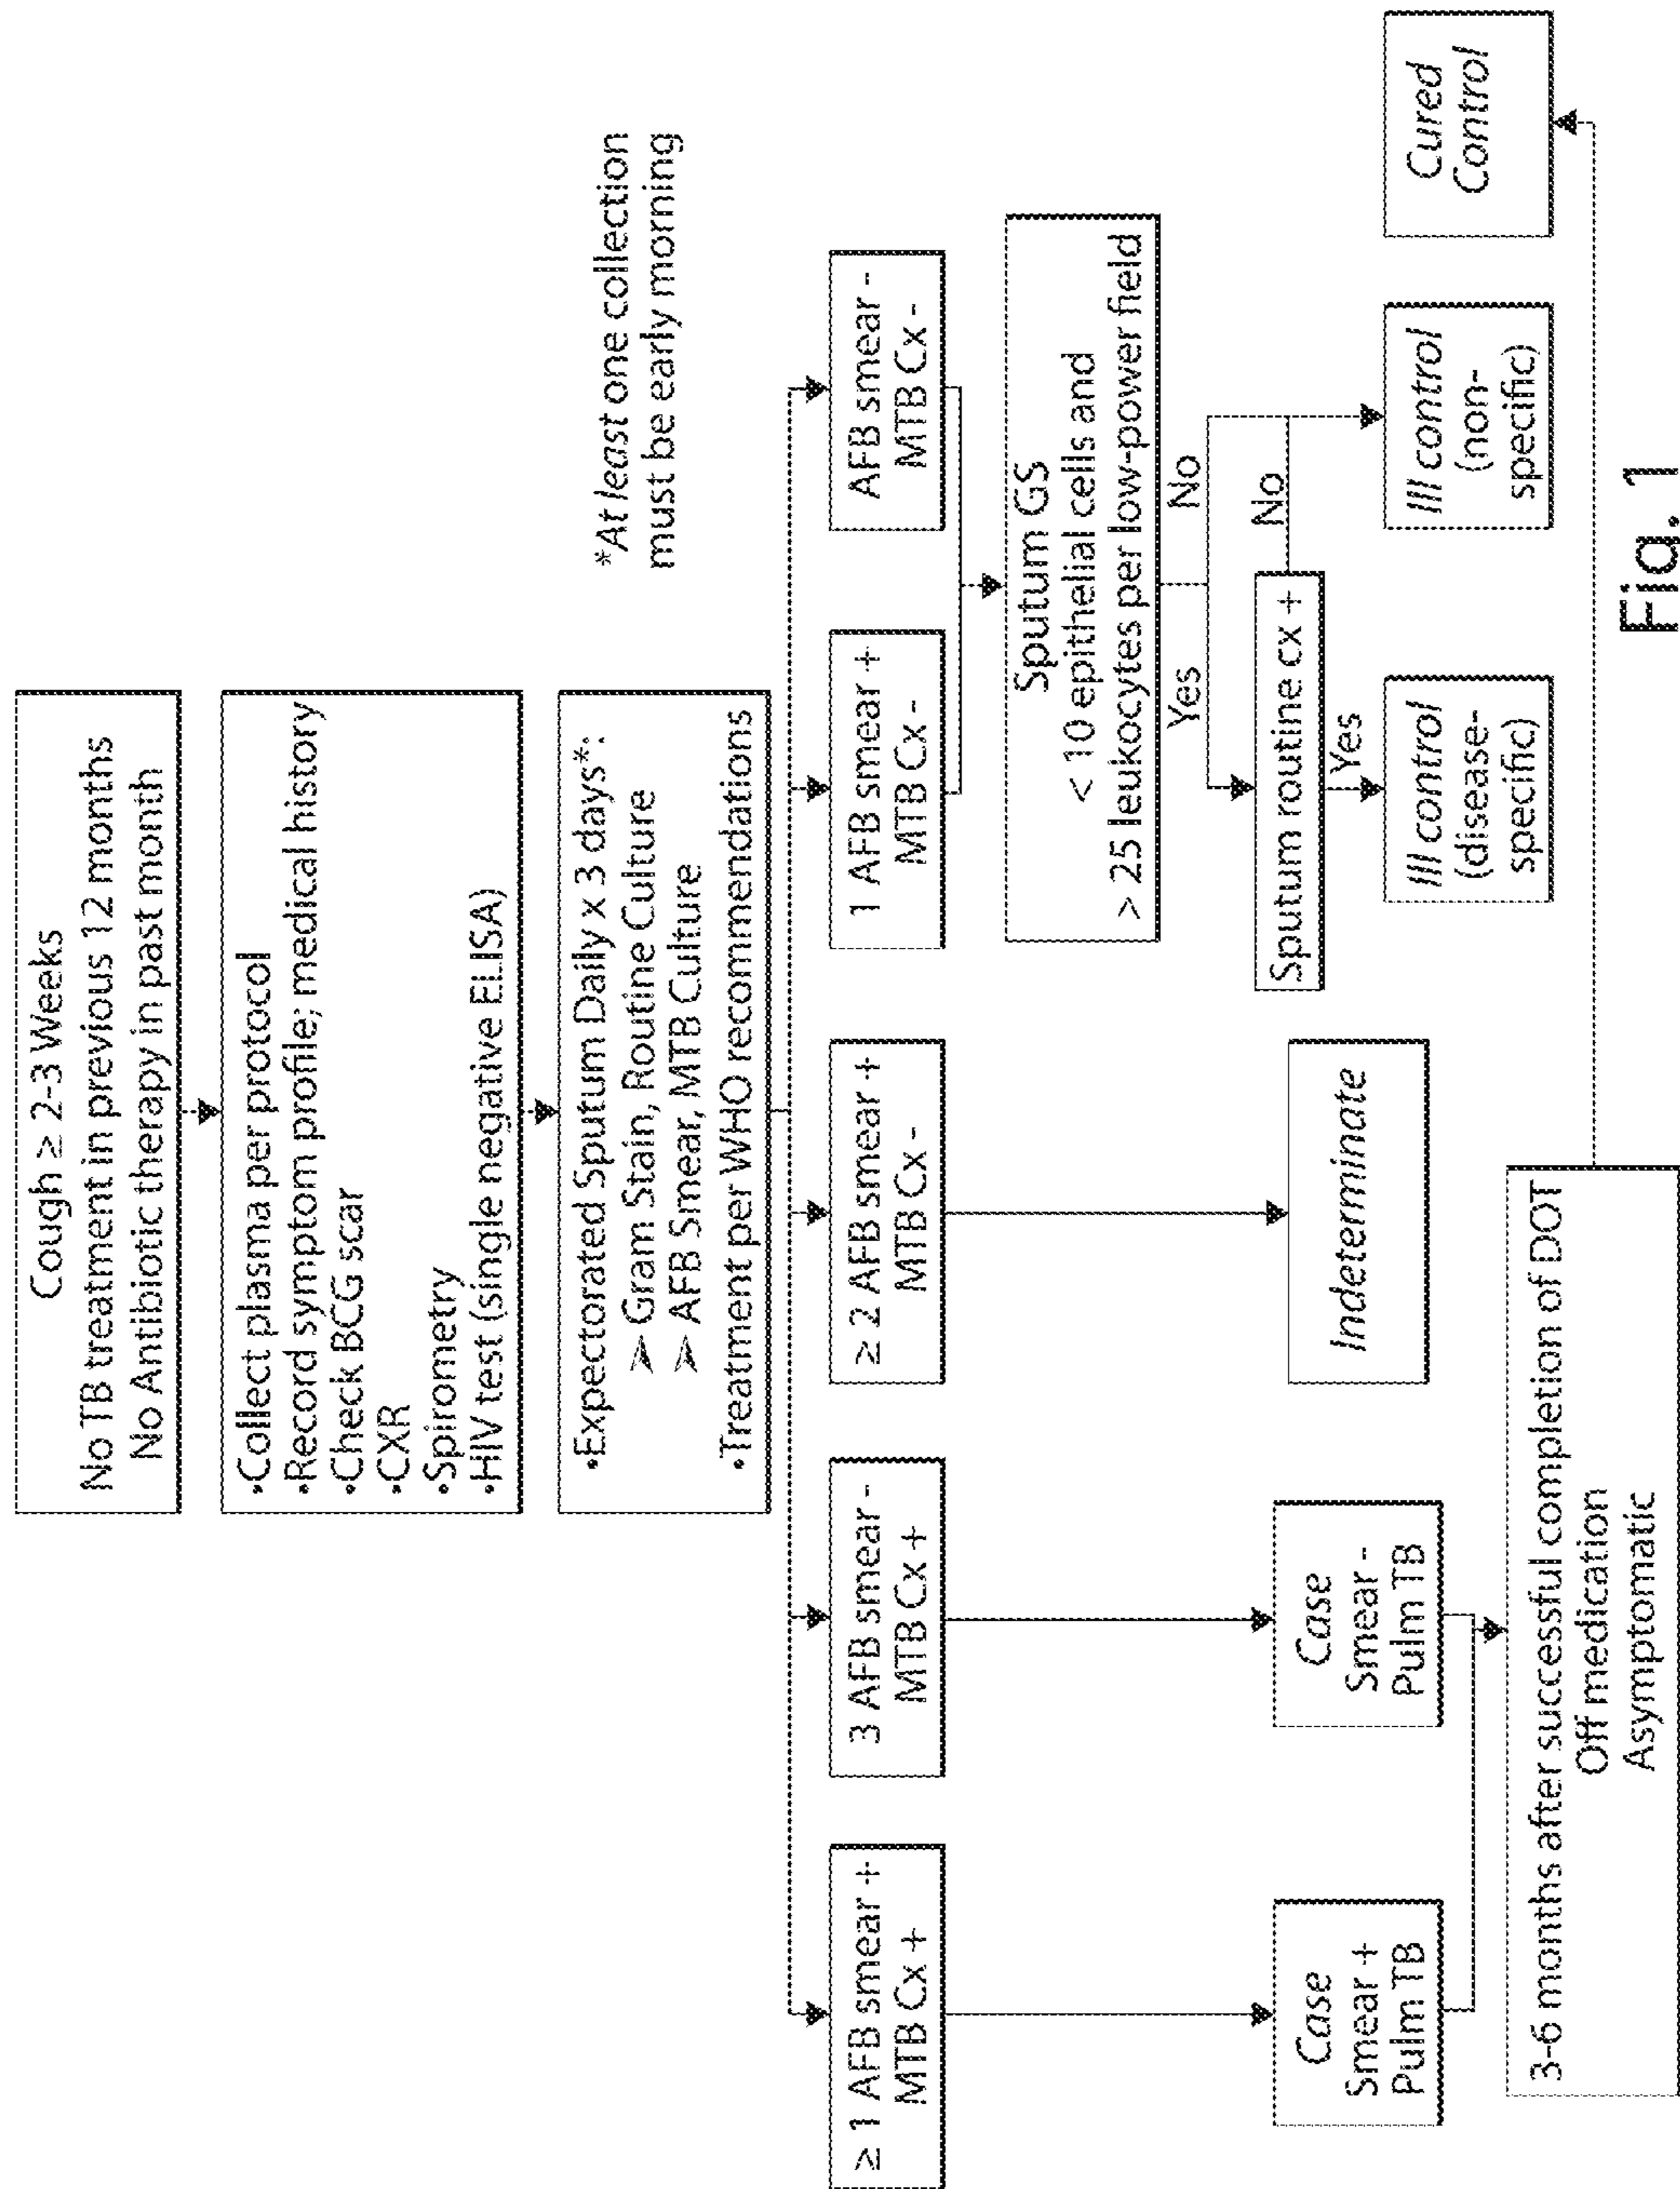 Cough ≥ 2-3 Weeks
No TB treatment in previous 12 months
No Antibiotic therapy in past month
•Collect plasma per protocol
•Record symptom profile; medical history
•Check BCG scar
•CXR
•Spirometry
•HIV test (single negative ELISA)
•Expectorated Sputum Daily x 3 days*:
➢ Gram Stain, Routine Culture
➢ AFB Smear, MTB Culture
•Treatment per WHO recommendations
*At least one collection
must be early morning
≥ 1 AFB smear +
MTB Cx +
3 AFB smear -
MTB Cx +
≥ 2 AFB smear +
MTB Cx -
1 AFB smear +
MTB Cx -
AFB smear -
MTB Cx -
Sputum GS
< 10 epithelial cells and
> 25 leukocytes per low-power field
Yes
No
Sputum routine cx +
No
Yes
Case
Smear +
Pulm TB
Case
Smear -
Pulm TB
Indeterminate
Ill control
(disease-
specific)
Ill control
(non-
specific)
Cured
Control
3-6 months after successful completion of DOT
Off medication
Asymptomatic
Fig. 1